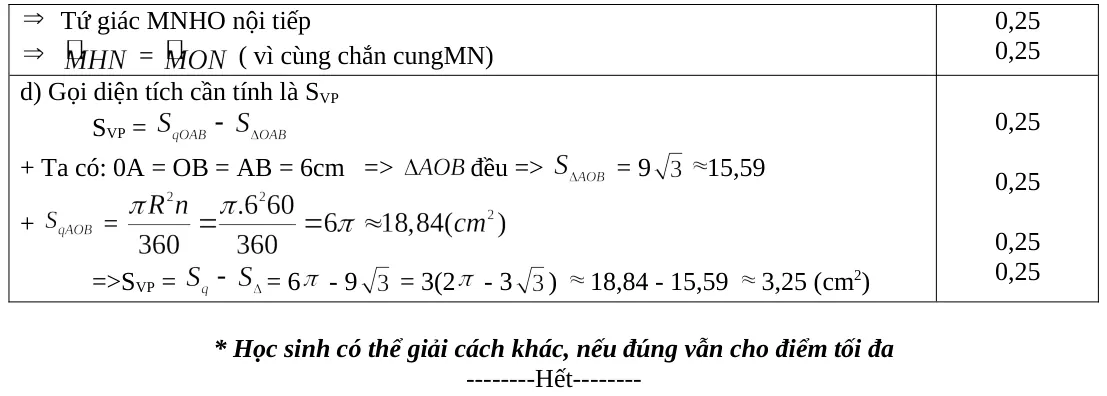 ⇒ Tứ giác MNHO nội tiếp 0,25
⇒ MHN = MON ( vì cùng chắn cungMN) 0,25
d) Gọi diện tích cần tính là SVP
SVP = SqOAB - SΔOAB 0,25
+ Ta có: 0A = OB = AB = 6cm => ΔAOB đều => SΔAOB = 9√3 ≈15,59 0,25
+ SqAOB = πR²n/360 = π.6²60/360 = 6π ≈18,84(cm²) 0,25
=>SVP = Sq - SΔ = 6π - 9√3 = 3(2π - 3√3) ≈ 18,84 - 15,59 ≈ 3,25 (cm²) 0,25
* Học sinh có thể giải cách khác, nếu đúng vẫn cho điểm tối đa
--------Hết--------